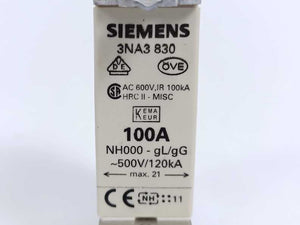 SIEMENS
3NA3 830
VDE ÖVE
AC 600V,IR 100kA
HRC II - MISC
KEMA
KEUR
100A
NH000 - gL/gG
~500V/120kA
max. 21
CE NH 11